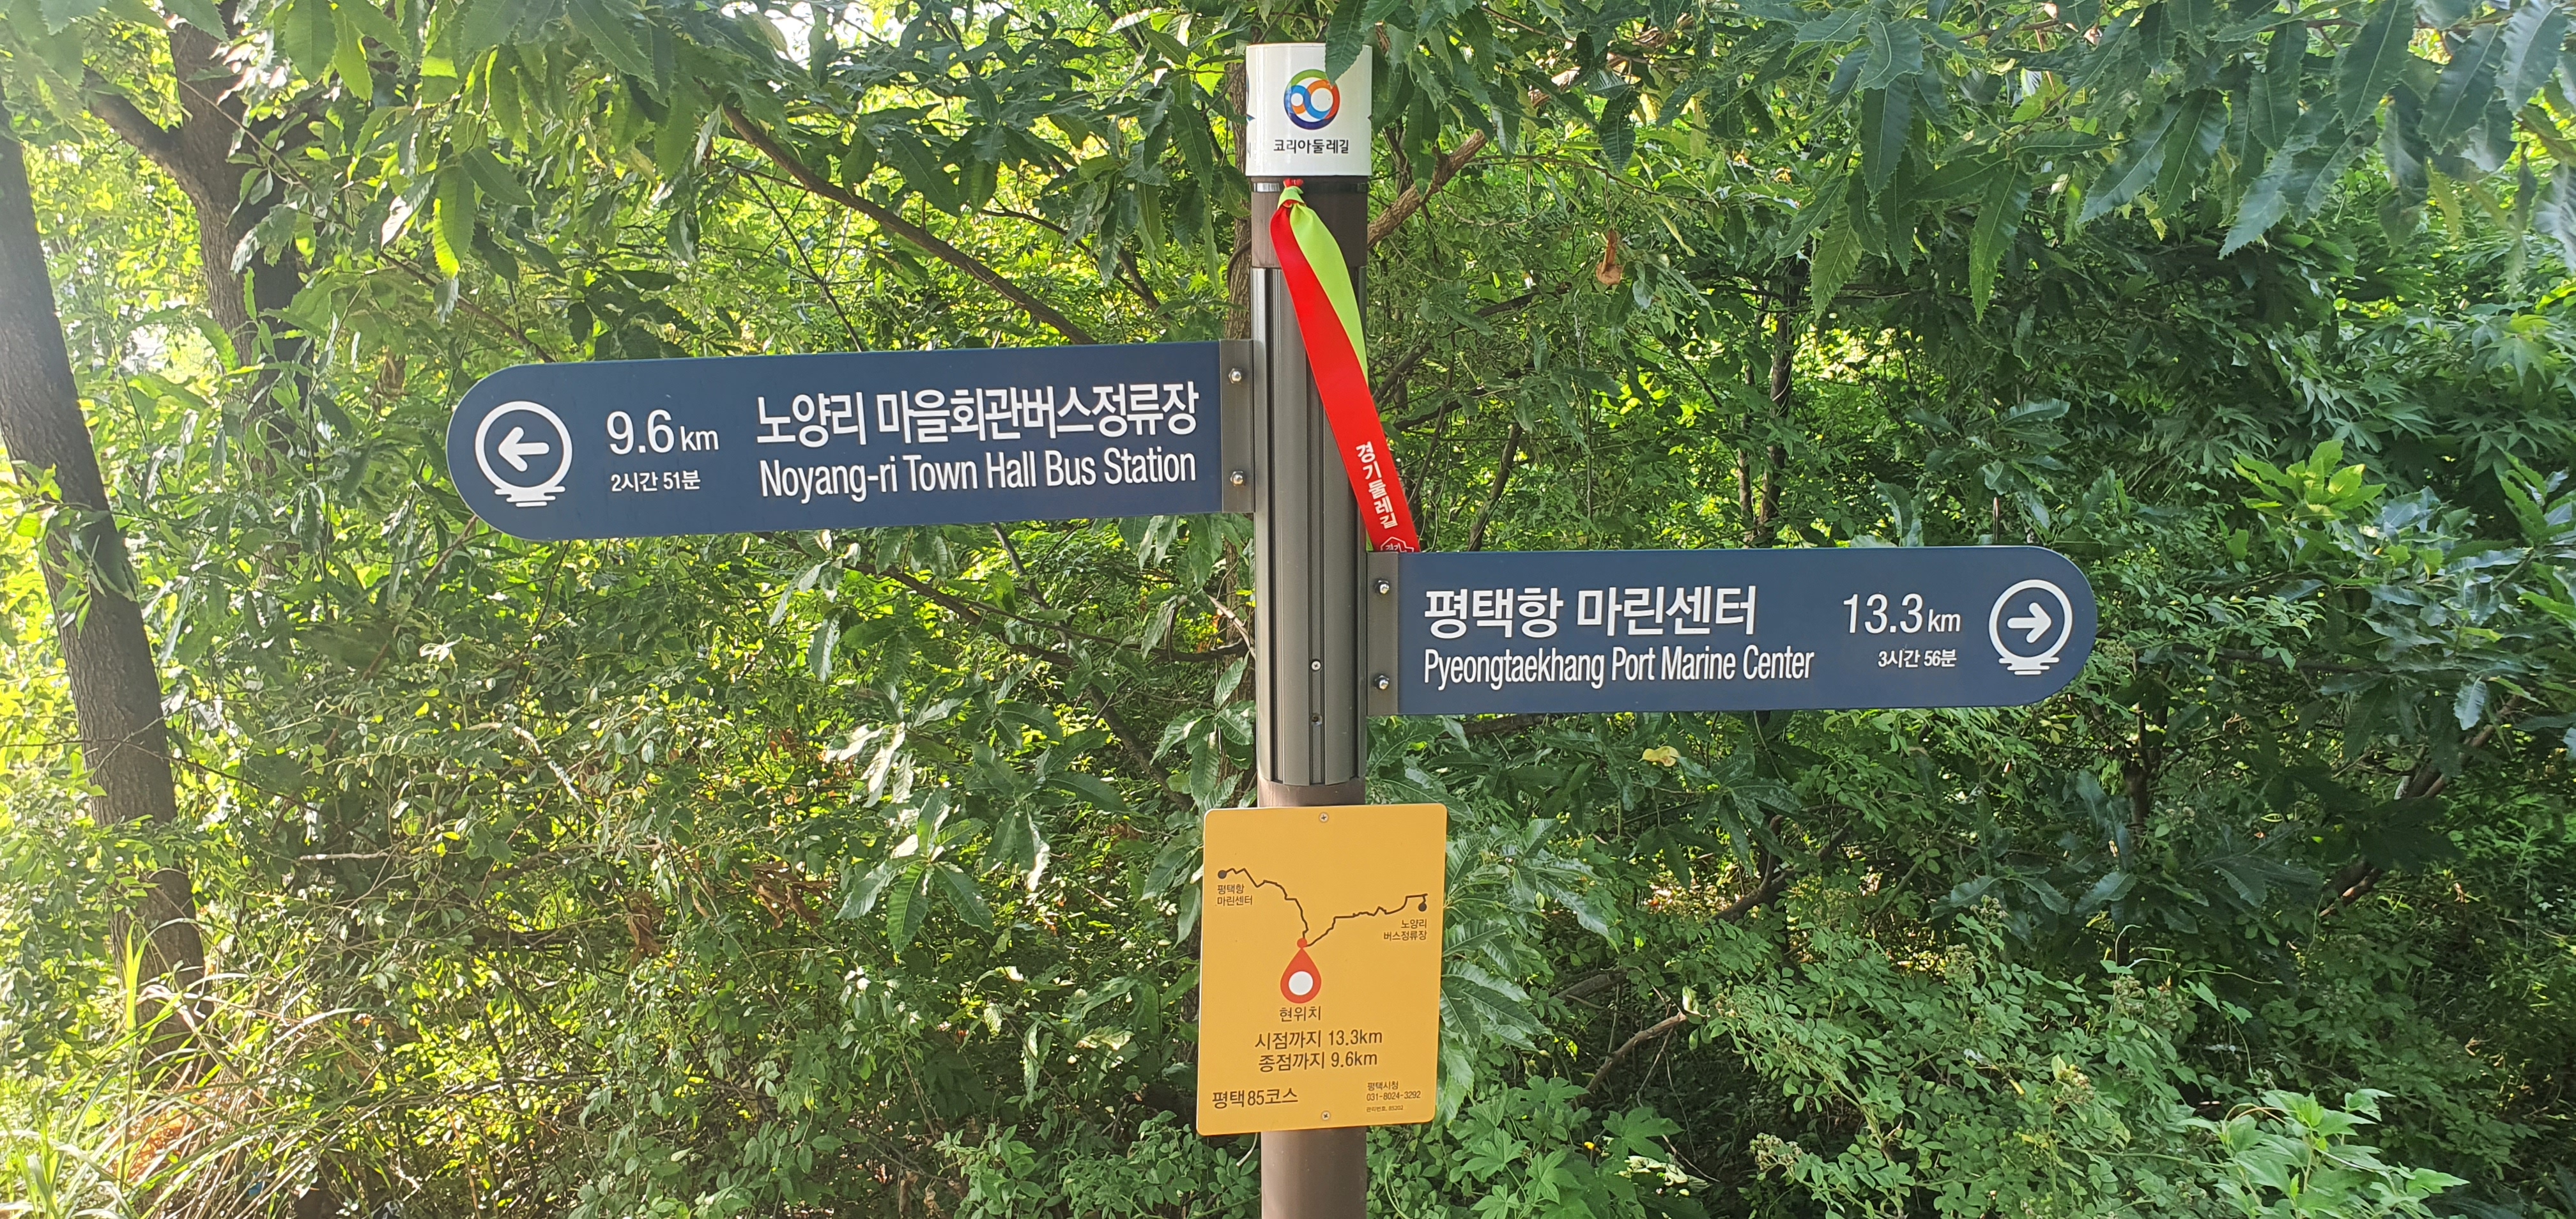 코리아둘레길
9.6 km
2시간 51분
노양리 마을회관버스정류장
Noyang-ri Town Hall Bus Station
경기둘레길
평택항 마린센터
Pyeongtaekhang Port Marine Center
13.3 km
3시간 56분
평택항
마린센터
노양리
버스정류장
현위치
시점까지 13.3km
종점까지 9.6km
평택85코스
평택시청
031-8024-3292